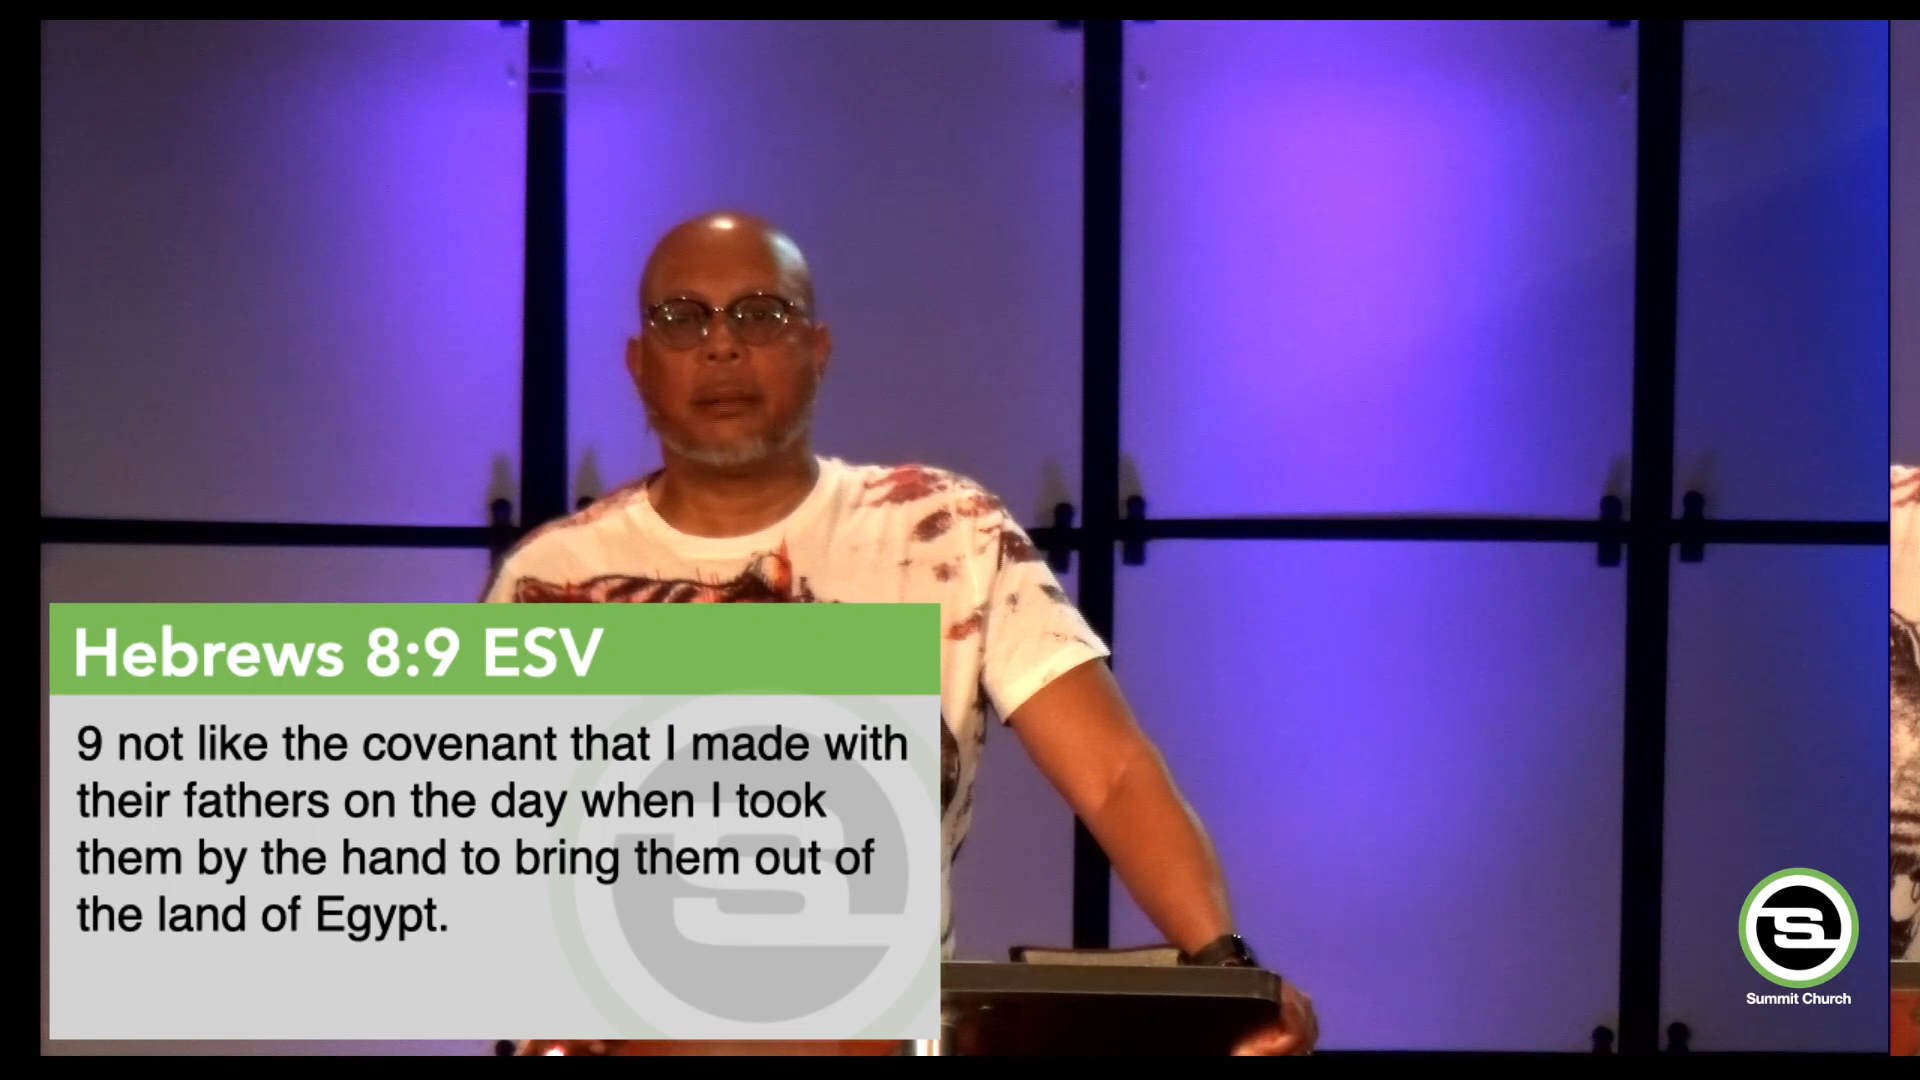 Hebrews 8:9 ESV
9 not like the covenant that I made with
their fathers on the day when I took
them by the hand to bring them out of
the land of Egypt.
S
Summit Church